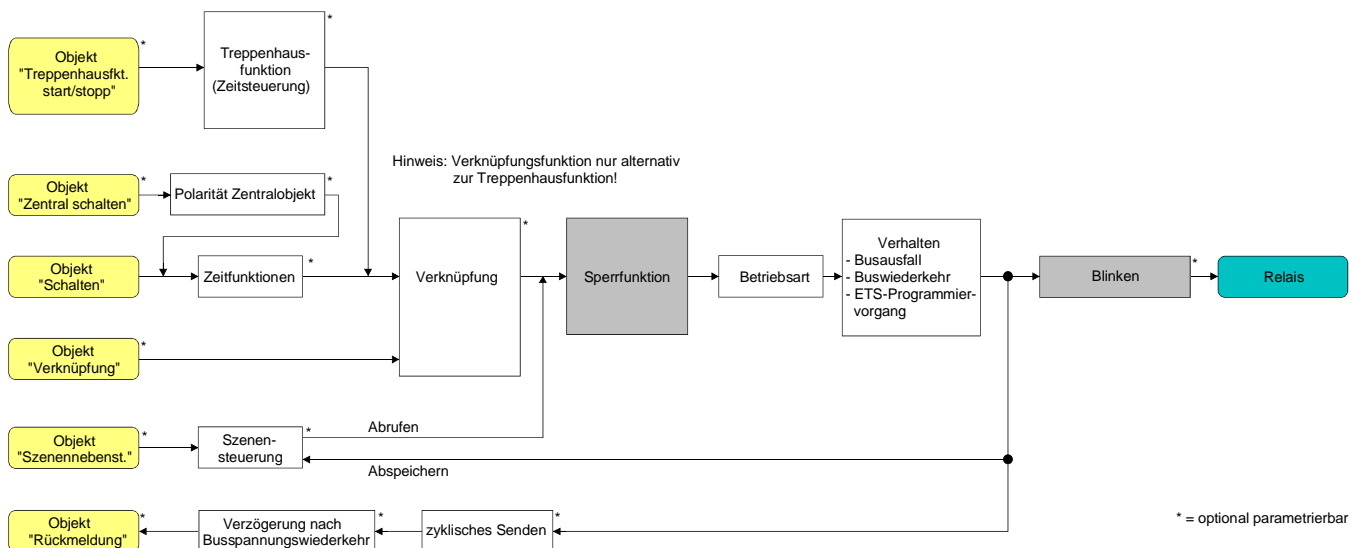 Objekt
"Treppenhausfkt.
start/stopp"
*
Treppenhaus-
funktion
(Zeitsteuerung)
*
Hinweis: Verknüpfungsfunktion nur alternativ
zur Treppenhausfunktion!
Objekt
"Zentral schalten"
*
Polarität Zentralobjekt
*
Objekt
"Schalten"
*
Zeitfunktionen
*
Verknüpfung
*
Sperrfunktion
Betriebsart
Verhalten
- Busausfall
- Buswiederkehr
- ETS-Programmier-
vorgang
Blinken
*
Relais
Objekt
"Verknüpfung"
*
Objekt
"Szenennebenst."
*
Szenen-
steuerung
*
Abrufen
Abspeichern
Objekt
"Rückmeldung"
*
Verzögerung nach
Busspannungswiederkehr
*
zyklisches Senden
*
* = optional parametrierbar